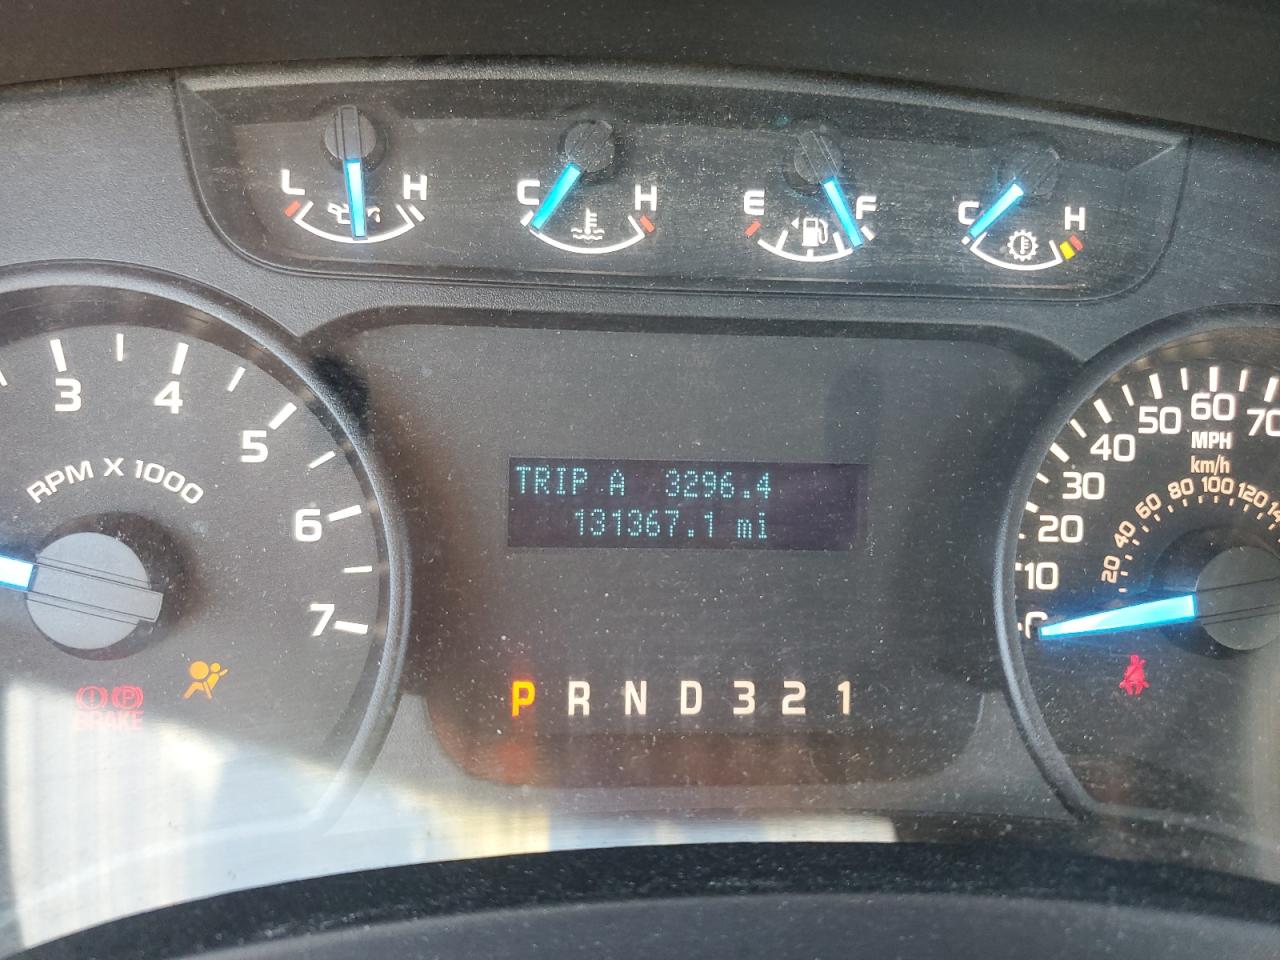 L H
C H
E F
C H
3 4 5 6 7
RPM X 1000
TRIP A 3296.4
131367.1 mi
P R N D 3 2 1
BRAKE
10 20 30 40 50 60 70
MPH
km/h
20 40 60 80 100 120